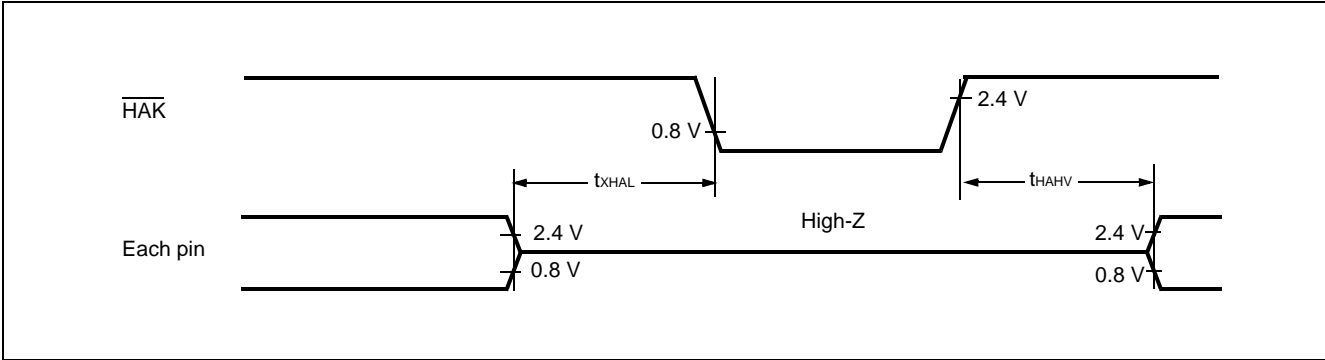 HAK
2.4 V
0.8 V
tXHAL
tHAHV
High-Z
Each pin
2.4 V
2.4 V
0.8 V
0.8 V